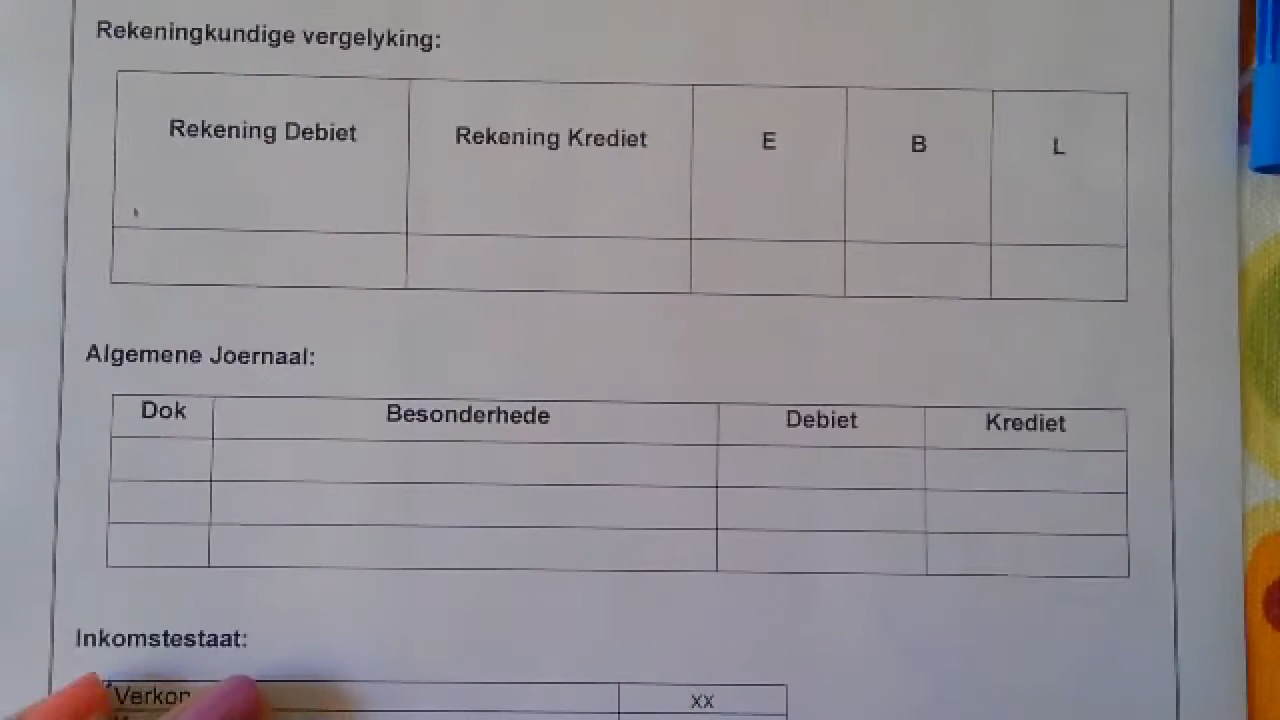 Rekeningkundige vergelyking:
Rekening Debiet Rekening Krediet E B L
Algemene Joernaal:
Dok Besonderhede Debiet Krediet
Inkomstestaat:
xx